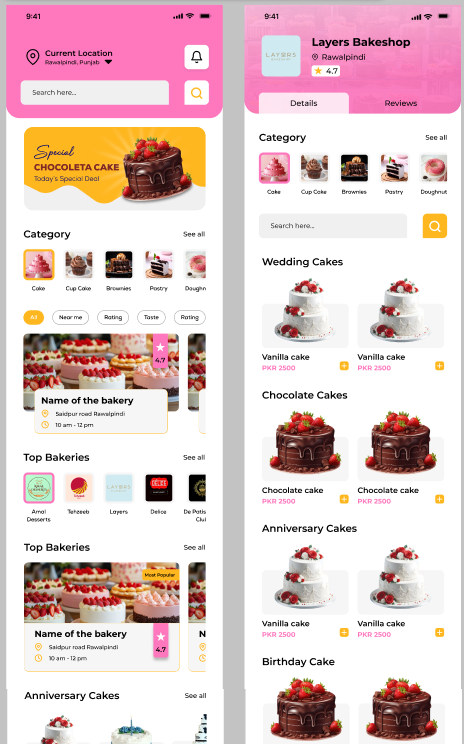 9:41
Current Location
Rawalpindi, Punjab
Search here...
Special
CHOCOLETA CAKE
Today's Special Deal
Category
See all
Cake
Cup Cake
Brownies
Pastry
Doughn
All
Near me
Rating
Taste
Rating
4.7
Name of the bakery
Saidpur road Rawalpindi
10 am - 12 pm
Top Bakeries
See all
LAYERS
DELICE
Amal Desserts
Tehzeeb
Layers
Delice
De Patis Club
Top Bakeries
See all
Most Popular
Name of the bakery
Saidpur road Rawalpindi
10 am - 12 pm
4.7
N
Anniversary Cakes
See all
9:41
LAYERS
Layers Bakeshop
Rawalpindi
4.7
Details
Reviews
Category
See all
Cake
Cup Cake
Brownies
Pastry
Doughnut
Search here...
Wedding Cakes
Vanilla cake
PKR 2500
Vanilla cake
PKR 2500
Chocolate Cakes
Chocolate cake
PKR 2500
Chocolate cake
PKR 2500
Anniversary Cakes
Vanilla cake
PKR 2500
Vanilla cake
PKR 2500
Birthday Cake